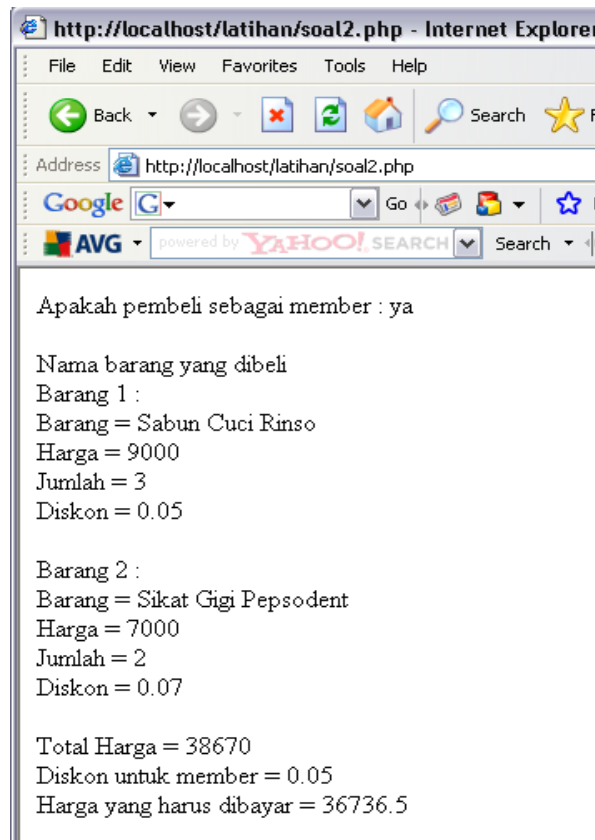 http://localhost/latihan/soal2.php - Internet Explorer
File Edit View Favorites Tools Help
Back Search F
Address http://localhost/latihan/soal2.php
Google G Go
AVG powered by YAHOO! SEARCH Search
Apakah pembeli sebagai member : ya
Nama barang yang dibeli
Barang 1 :
Barang = Sabun Cuci Rinso
Harga = 9000
Jumlah = 3
Diskon = 0.05
Barang 2 :
Barang = Sikat Gigi Pepsodent
Harga = 7000
Jumlah = 2
Diskon = 0.07
Total Harga = 38670
Diskon untuk member = 0.05
Harga yang harus dibayar = 36736.5